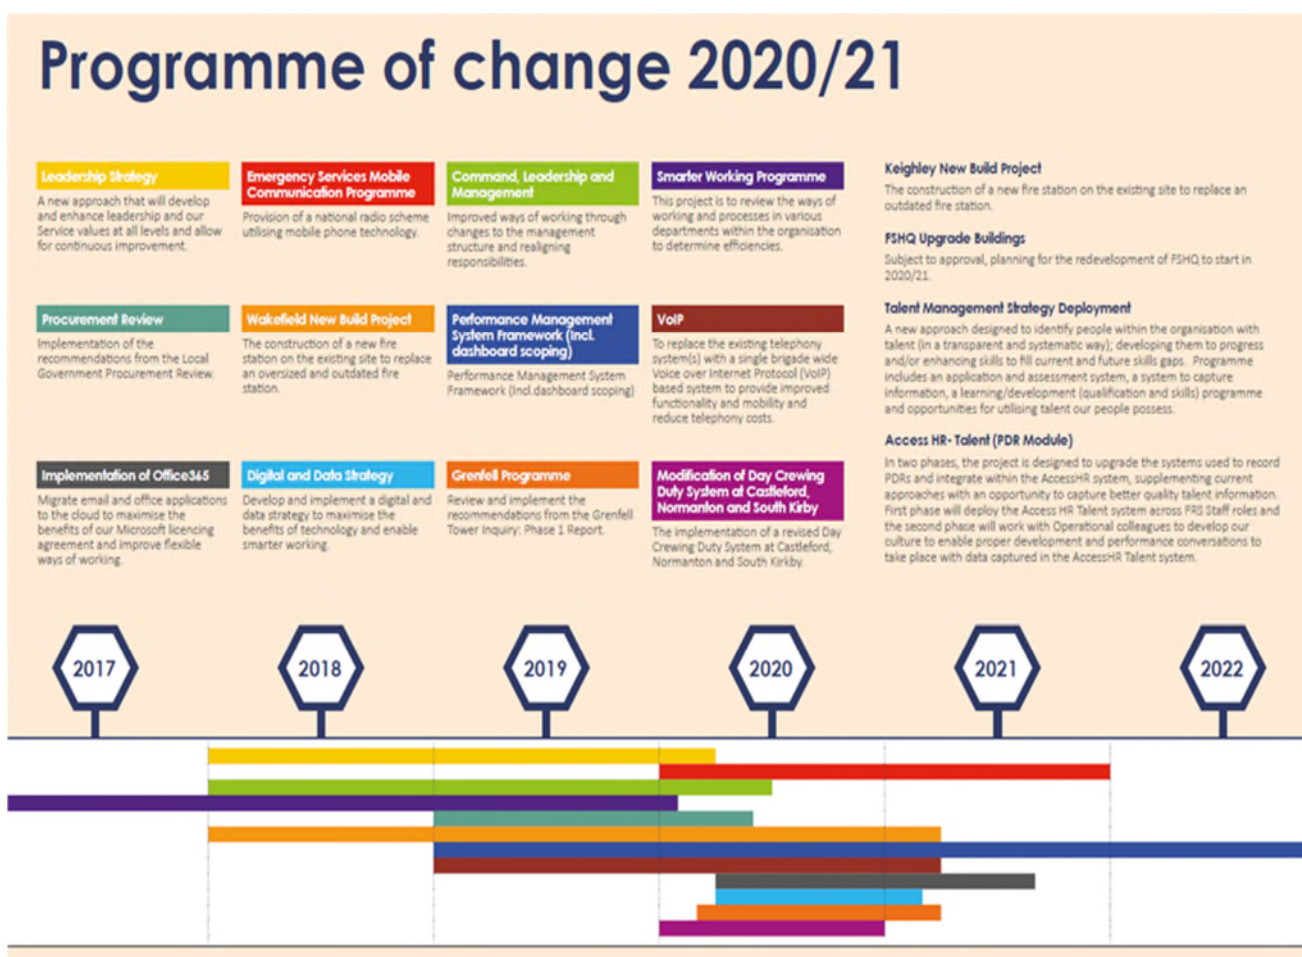 Programme of change 2020/21
Leadership Strategy
A new approach that will develop
and enhance leadership and our
Service values at all levels and allow
for continuous improvement.
Emergency Services Mobile
Communication Programme
Provision of a national radio scheme
utilising mobile phone technology.
Command, Leadership and
Management
Improved ways of working through
changes to the management
structure and realigning
responsibilities.
Smarter Working Programme
This project is to review the ways of
working and processes in various
departments within the organisation
to determine efficiencies.
Procurement Review
Implementation of the
recommendations from the Local
Government Procurement Review.
Wakefield New Build Project
The construction of a new fire
station on the existing site to replace
an oversized and outdated fire
station.
Performance Management
System Framework (Incl.
dashboard scoping)
Performance Management System
Framework (Incl.dashboard scoping)
VoIP
To replace the existing telephony
system(s) with a single brigade wide
Voice over Internet Protocol (VoIP)
based system to provide improved
functionality and mobility and
reduce telephony costs.
Implementation of Office365
Migrate email and office applications
to the cloud to maximise the
benefits of our Microsoft licencing
agreement and improve flexible
ways of working.
Digital and Data Strategy
Develop and implement a digital and
data strategy to maximise the
benefits of technology and enable
smarter working.
Grenfell Programme
Review and implement the
recommendations from the Grenfell
Tower Inquiry: Phase 1 Report.
Modification of Day Crewing
Duty System at Castleford,
Normanton and South Kirby
The implementation of a revised Day
Crewing Duty System at Castleford,
Normanton and South Kirkby.
Keighley New Build Project
The construction of a new fire station on the existing site to replace an
outdated fire station.
FSHQ Upgrade Buildings
Subject to approval, planning for the redevelopment of FSHQ to start in
2020/21.
Talent Management Strategy Deployment
A new approach designed to identify people within the organisation with
talent (in a transparent and systematic way); developing them to progress
and/or enhancing skills to fill current and future skills gaps. Programme
includes an application and assessment system, a system to capture
information, a learning/development (qualification and skills) programme
and opportunities for utilising talent our people possess.
Access HR- Talent (PDR Module)
In two phases, the project is designed to upgrade the systems used to record
PDRs and integrate within the AccessHR system, supplementing current
approaches with an opportunity to capture better quality talent information.
First phase will deploy the Access HR Talent system across FRS Staff roles and
the second phase will work with Operational colleagues to develop our
culture to enable proper development and performance conversations to
take place with data captured in the AccessHR Talent system.
2017
2018
2019
2020
2021
2022